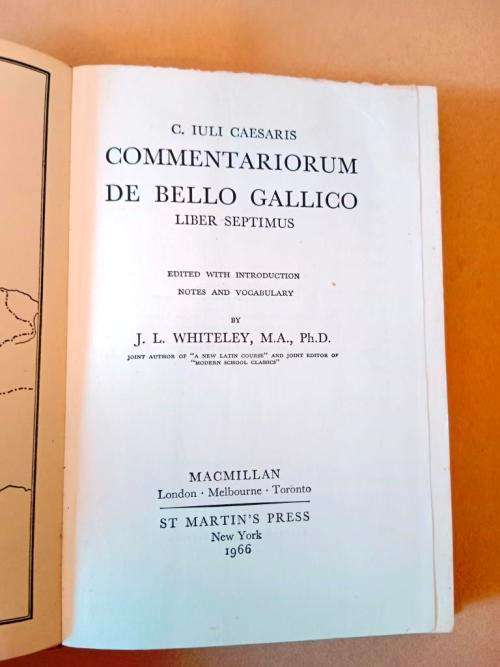 C. IULI CAESARIS
COMMENTARIORUM
DE BELLO GALLICO
LIBER SEPTIMUS
EDITED WITH INTRODUCTION
NOTES AND VOCABULARY
BY
J. L. WHITELEY, M.A., Ph.D.
JOINT AUTHOR OF "A NEW LATIN COURSE" AND JOINT EDITOR OF
"MODERN SCHOOL CLASSICS"
MACMILLAN
London · Melbourne · Toronto
ST MARTIN'S PRESS
New York
1966